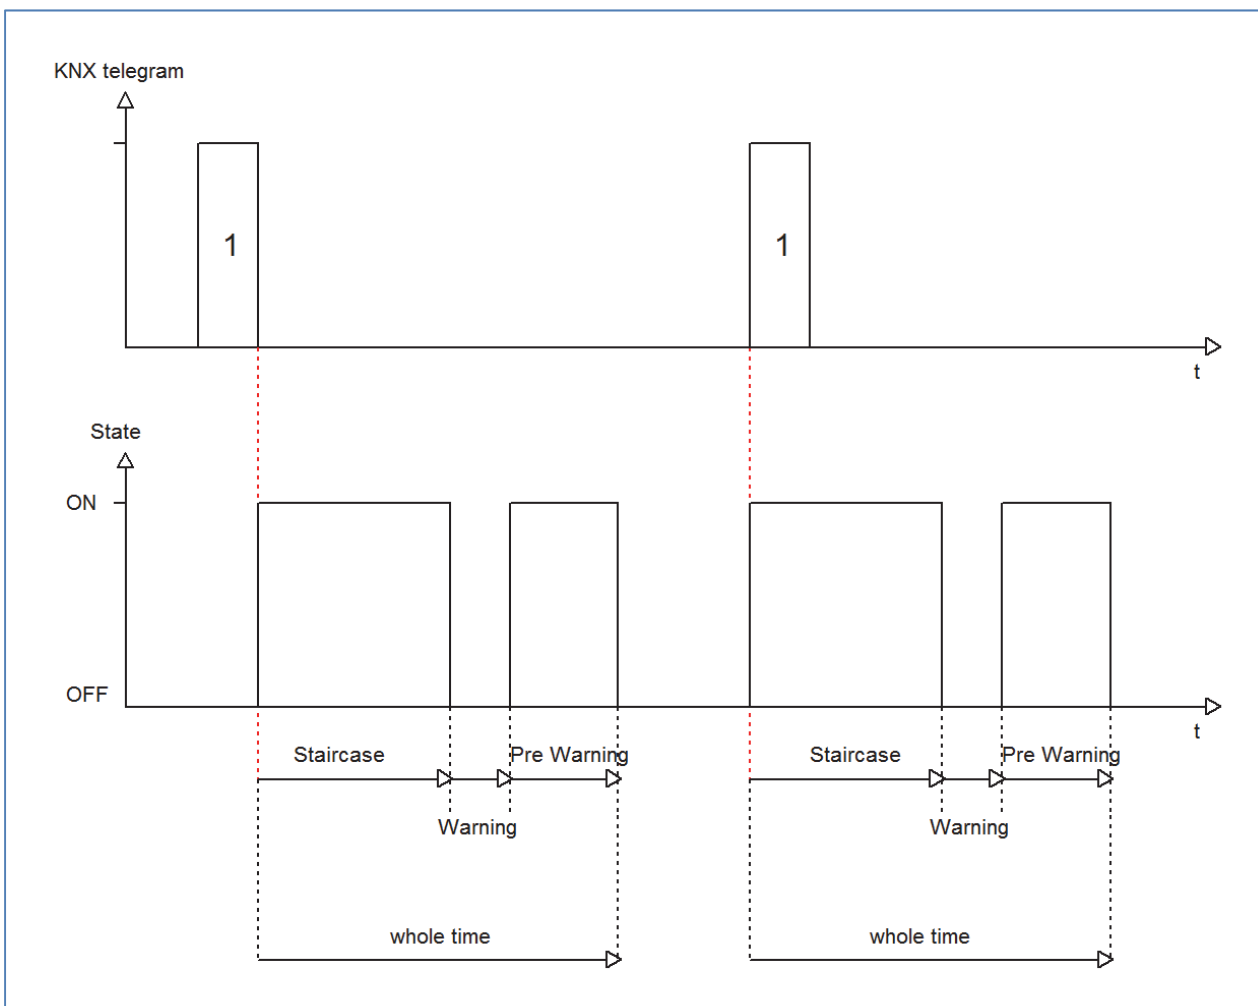 KNX telegram
1
1
t
State
ON
OFF
t
Staircase
Pre Warning
Staircase
Pre Warning
Warning
Warning
whole time
whole time